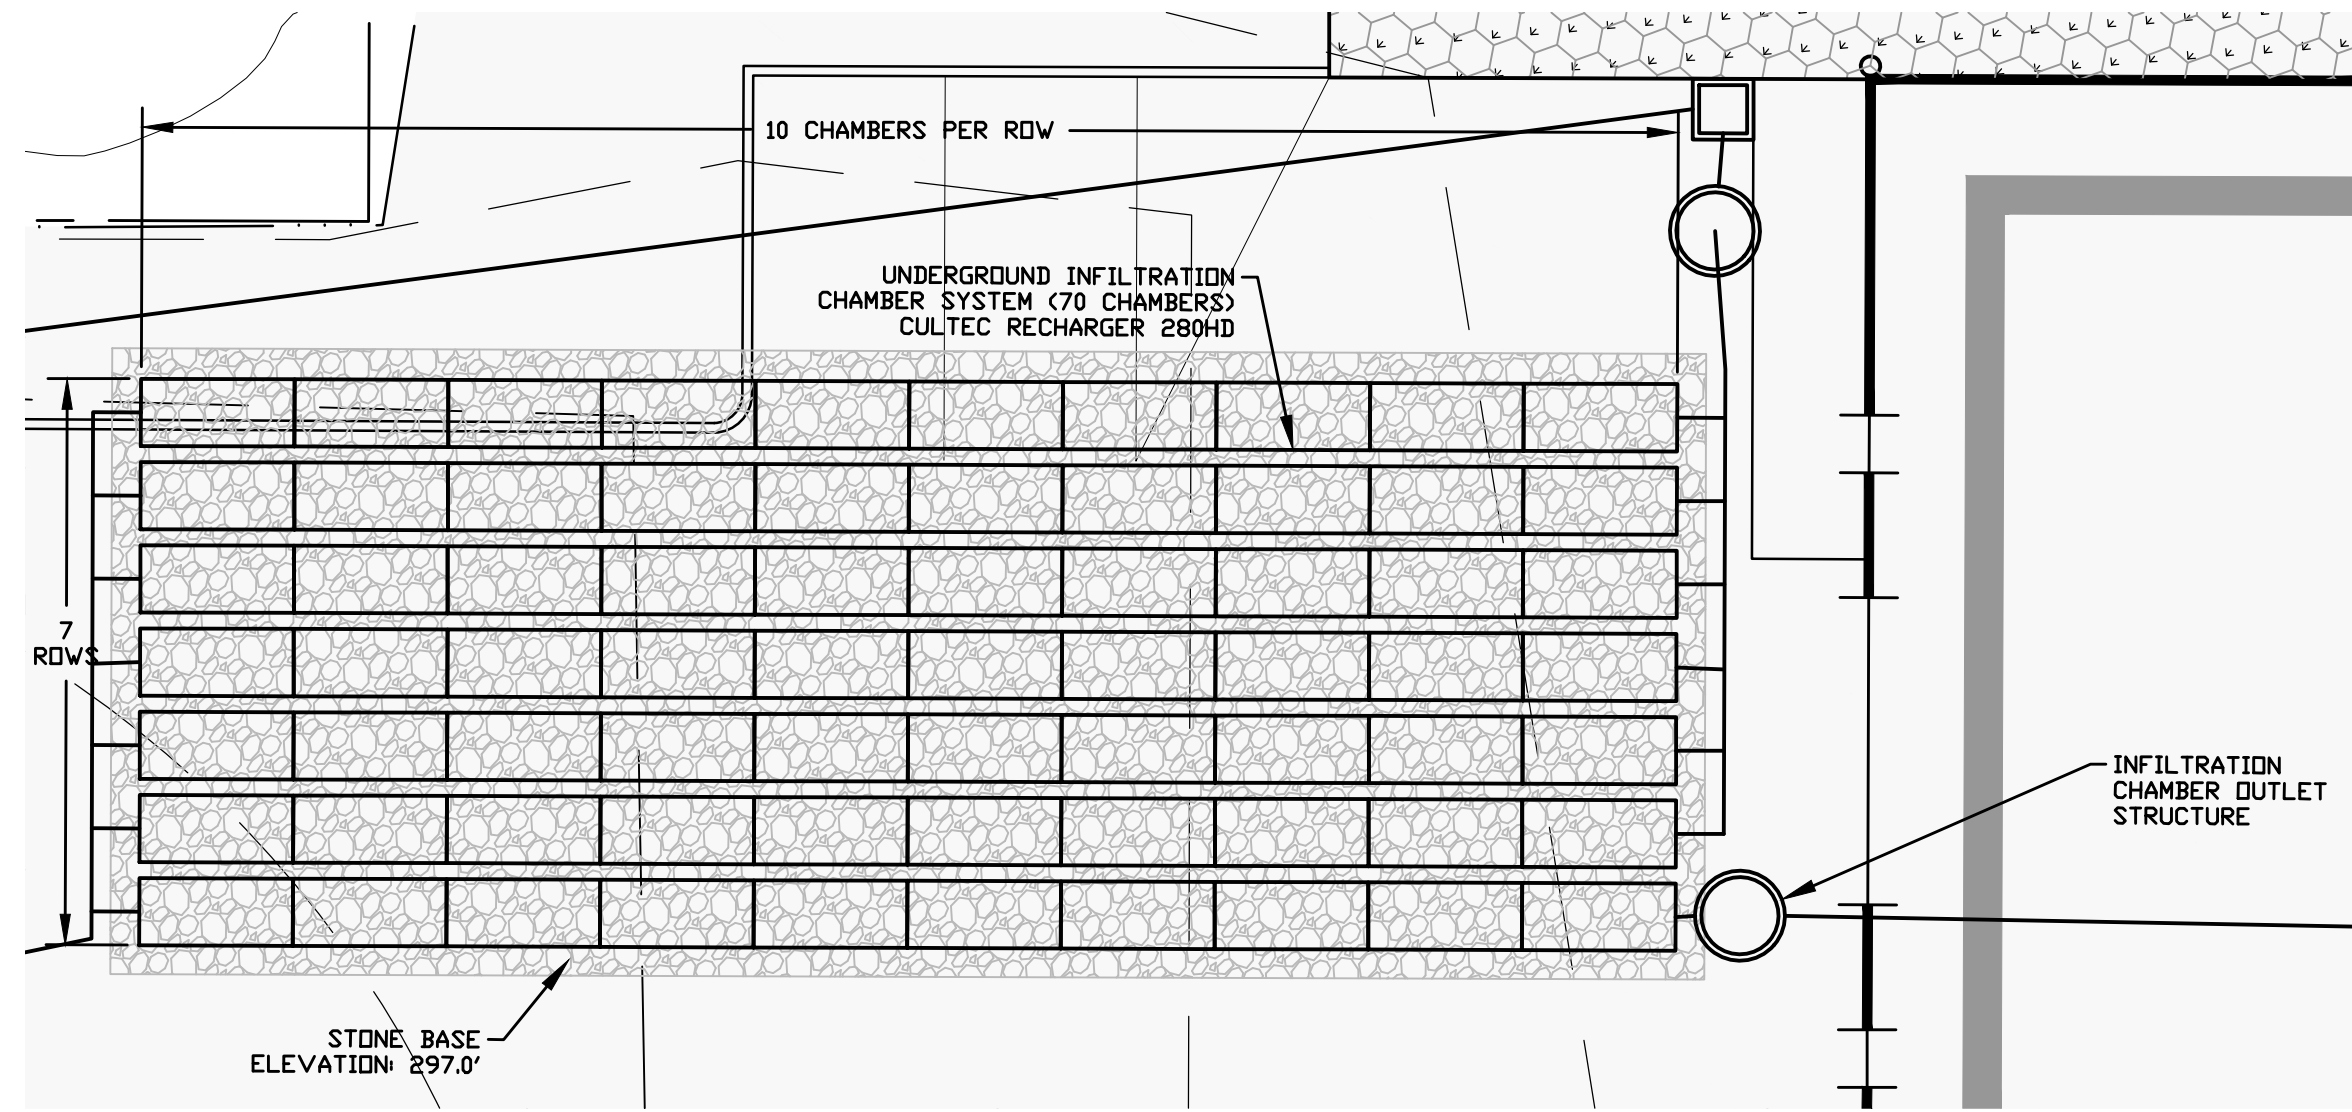 10 CHAMBERS PER ROW
UNDERGROUND INFILTRATION
CHAMBER SYSTEM (70 CHAMBERS)
CULTEC RECHARGER 280HD
7
ROWS
INFILTRATION
CHAMBER OUTLET
STRUCTURE
STONE BASE
ELEVATION: 297.0'